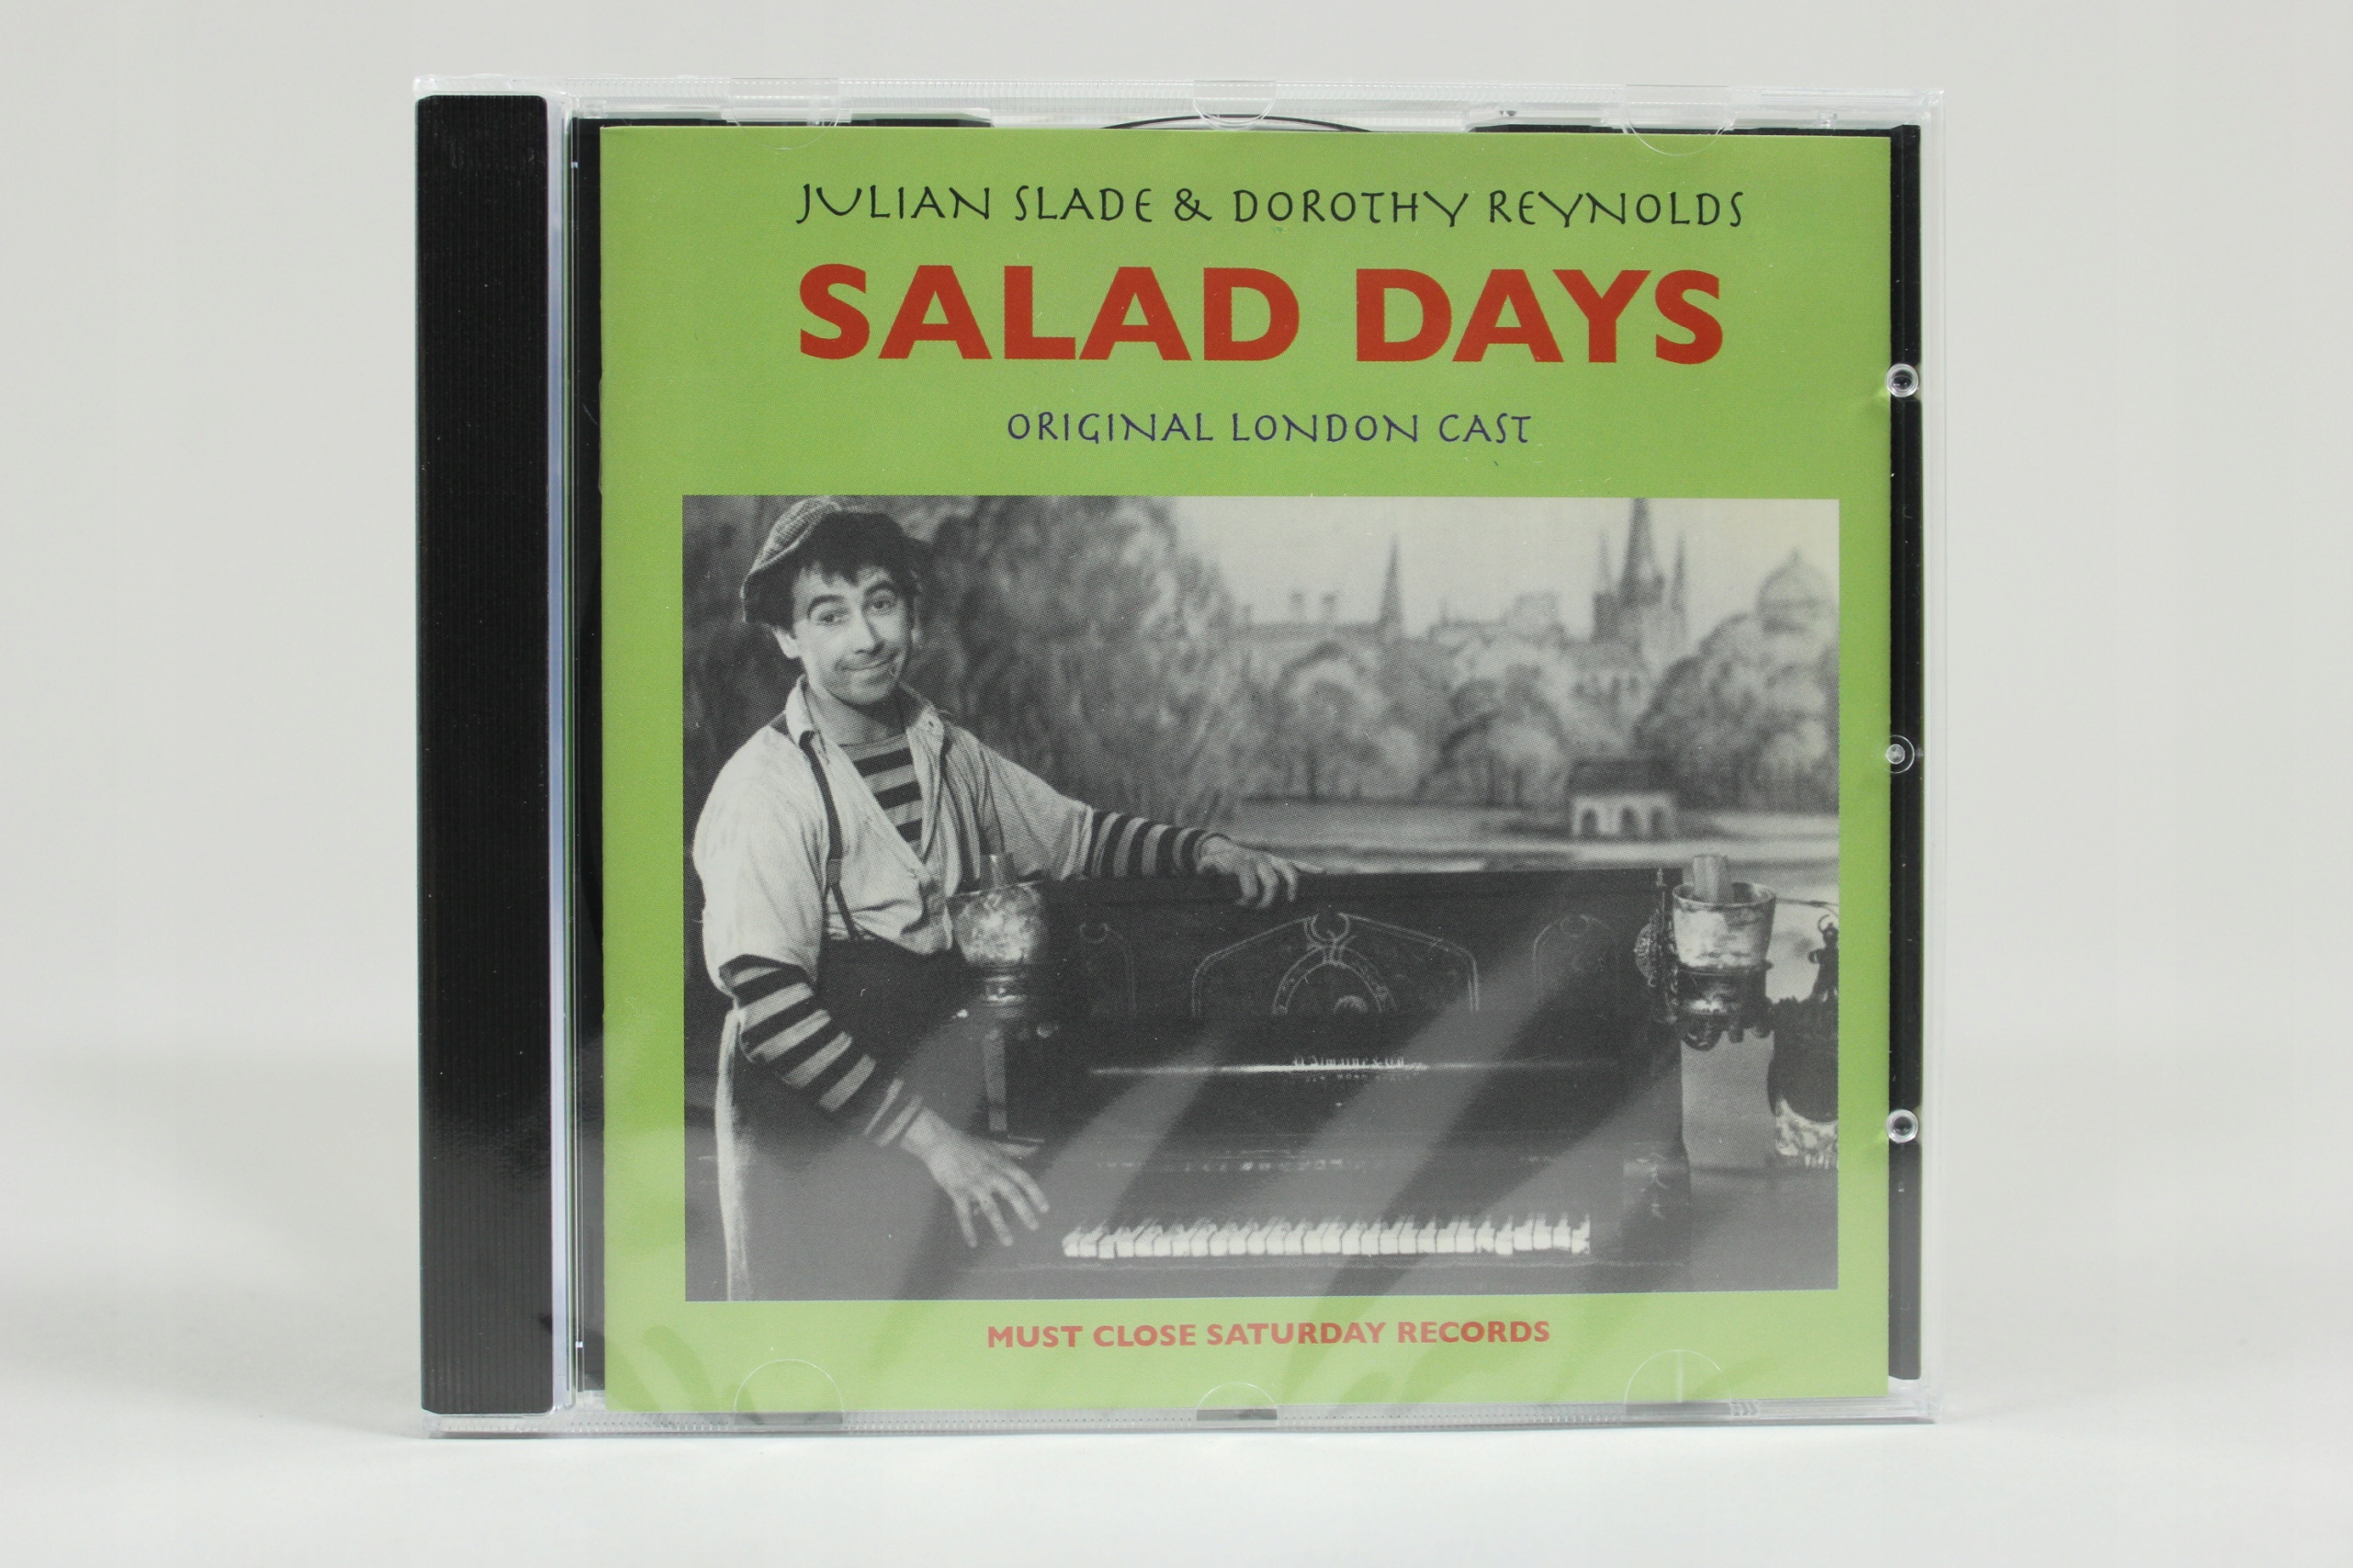 JULIAN SLADE & DOROTHY REYNOLDS
SALAD DAYS
ORIGINAL LONDON CAST
MUST CLOSE SATURDAY RECORDS